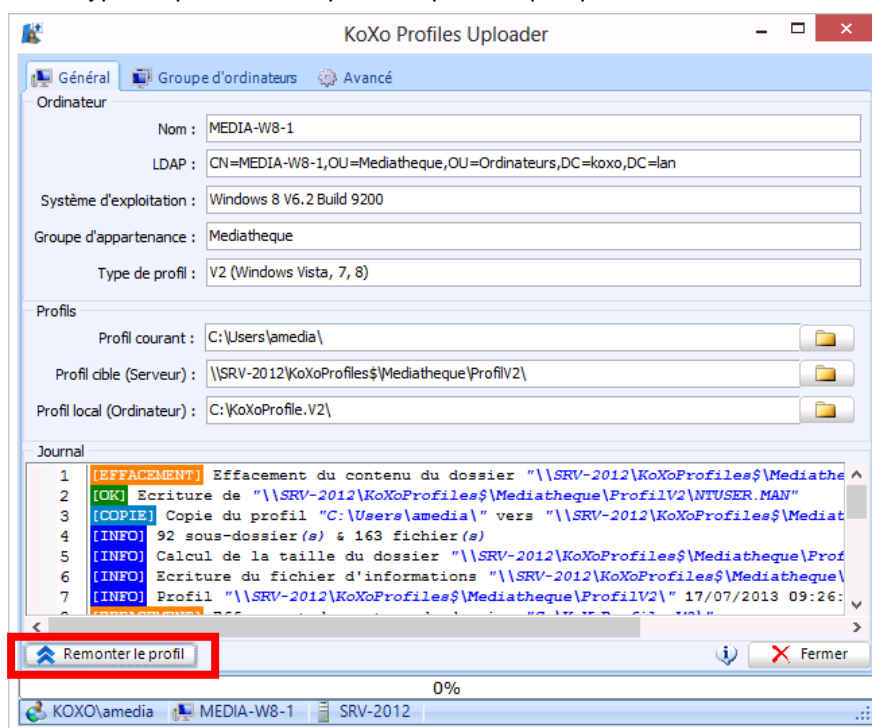 KoXo Profiles Uploader
Général Groupe d'ordinateurs Avancé
Ordinateur
Nom : MEDIA-W8-1
LDAP : CN=MEDIA-W8-1,OU=Mediatheque,OU=Ordinateurs,DC=koxo,DC=lan
Système d'exploitation : Windows 8 V6.2 Build 9200
Groupe d'appartenance : Mediatheque
Type de profil : V2 (Windows Vista, 7, 8)
Profils
Profil courant : C:\Users\amedia\
Profil cible (Serveur) : \\SRV-2012\KoXoProfiles$\Mediatheque\ProfilV2\
Profil local (Ordinateur) : C:\KoXoProfile.V2\
Journal
1 [EFFACEMENT] Effacement du contenu du dossier "\\SRV-2012\KoXoProfiles$\Mediathe
2 [OK] Ecriture de "\\SRV-2012\KoXoProfiles$\Mediatheque\ProfilV2\NTUSER.MAN"
3 [COPIE] Copie du profil "C:\Users\amedia\" vers "\\SRV-2012\KoXoProfiles$\Mediat
4 [INFO] 92 sous-dossier(s) & 163 fichier(s)
5 [INFO] Calcul de la taille du dossier "\\SRV-2012\KoXoProfiles$\Mediatheque\Prof
6 [INFO] Ecriture du fichier d'informations "\\SRV-2012\KoXoProfiles$\Mediatheque\
7 [INFO] Profil "\\SRV-2012\KoXoProfiles$\Mediatheque\ProfilV2\" 17/07/2013 09:26:
Remonter le profil Fermer
0%
KOXO\amedia MEDIA-W8-1 SRV-2012